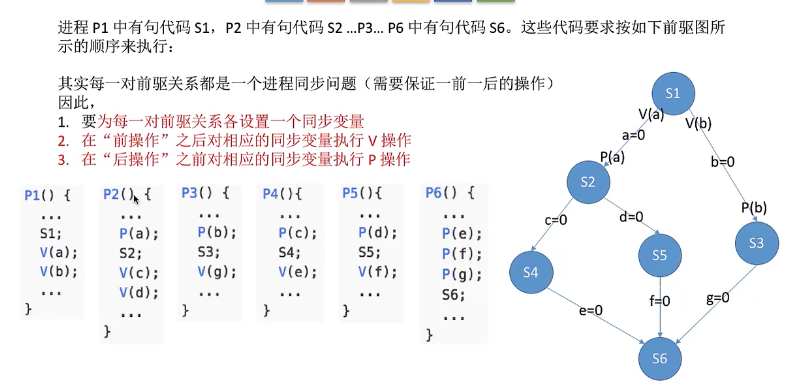 进程 P1 中有句代码 S1，P2 中有句代码 S2 ...P3... P6 中有句代码 S6。这些代码要求按如下前驱图所
示的顺序来执行：
其实每一对前驱关系都是一个进程同步问题（需要保证一前一后的操作）
因此，
1. 要为每一对前驱关系各设置一个同步变量
2. 在“前操作”之后对相应的同步变量执行 V 操作
3. 在“后操作”之前对相应的同步变量执行 P 操作
P1() {
...
S1;
V(a);
V(b);
...
}
P2() {
...
P(a);
S2;
V(c);
V(d);
...
}
P3() {
...
P(b);
S3;
V(g);
...
}
P4(){
...
P(c);
S4;
V(e);
...
}
P5(){
...
P(d);
S5;
V(f);
...
}
P6() {
...
P(e);
P(f);
P(g);
S6;
...
}
S1
V(a)
V(b)
a=0
P(a)
b=0
S2
P(b)
c=0
d=0
S3
S4
S5
e=0
f=0
g=0
S6